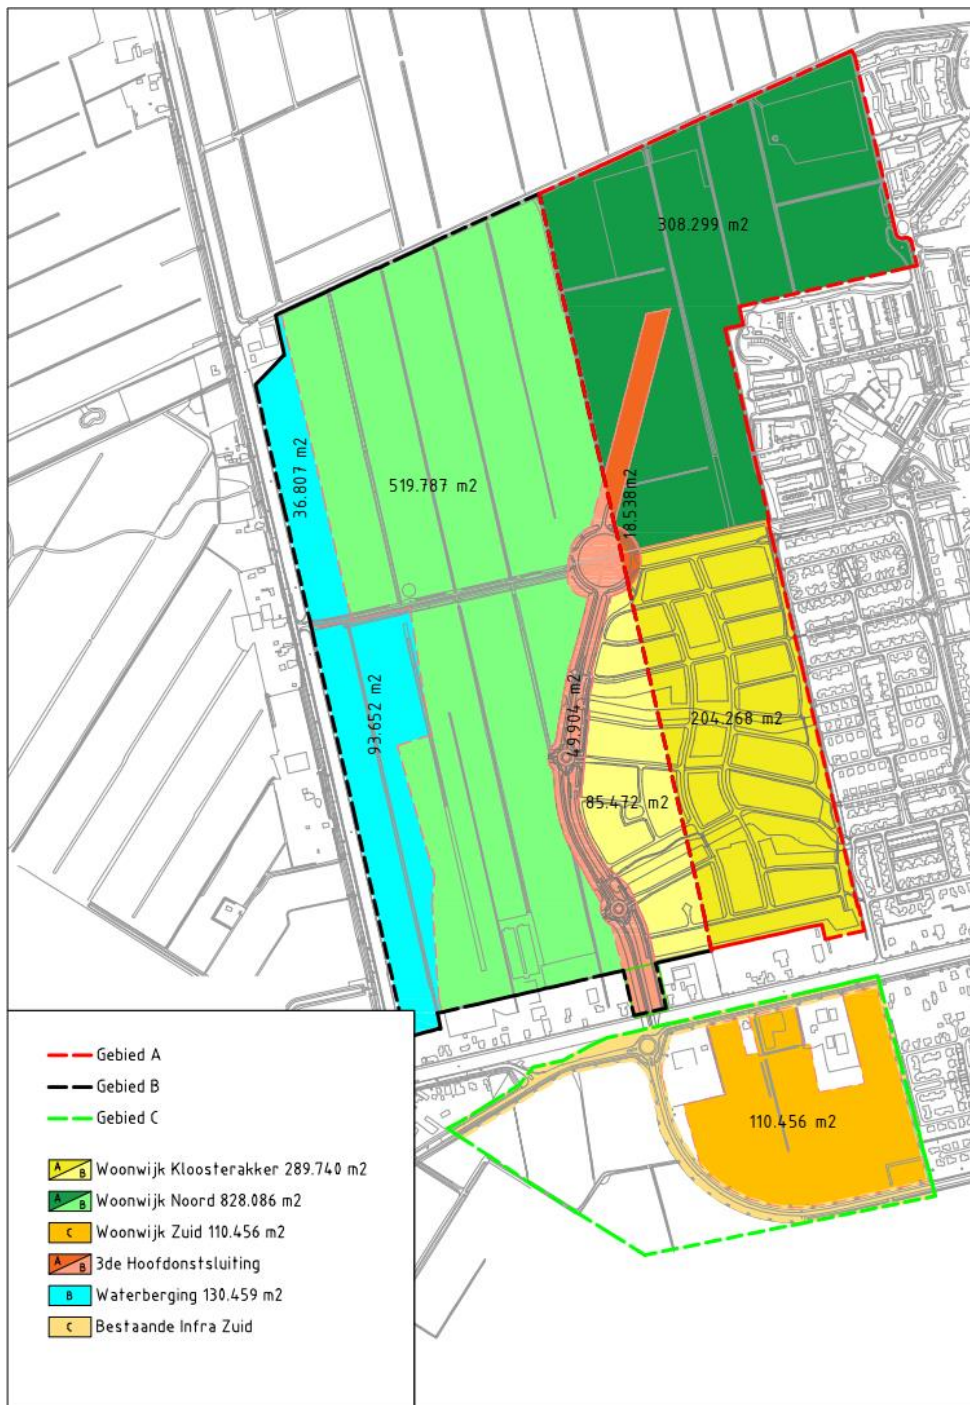 308.299 m2
36.807 m2
519.787 m2
18.538m2
93.652 m2
49.904 m2
204.268 m2
85.472 m2
110.456 m2
Gebied A
Gebied B
Gebied C
A B Woonwijk Kloosterakker 289.740 m2
A B Woonwijk Noord 828.086 m2
C Woonwijk Zuid 110.456 m2
A B 3de Hoofdonstsluiting
B Waterberging 130.459 m2
C Bestaande Infra Zuid